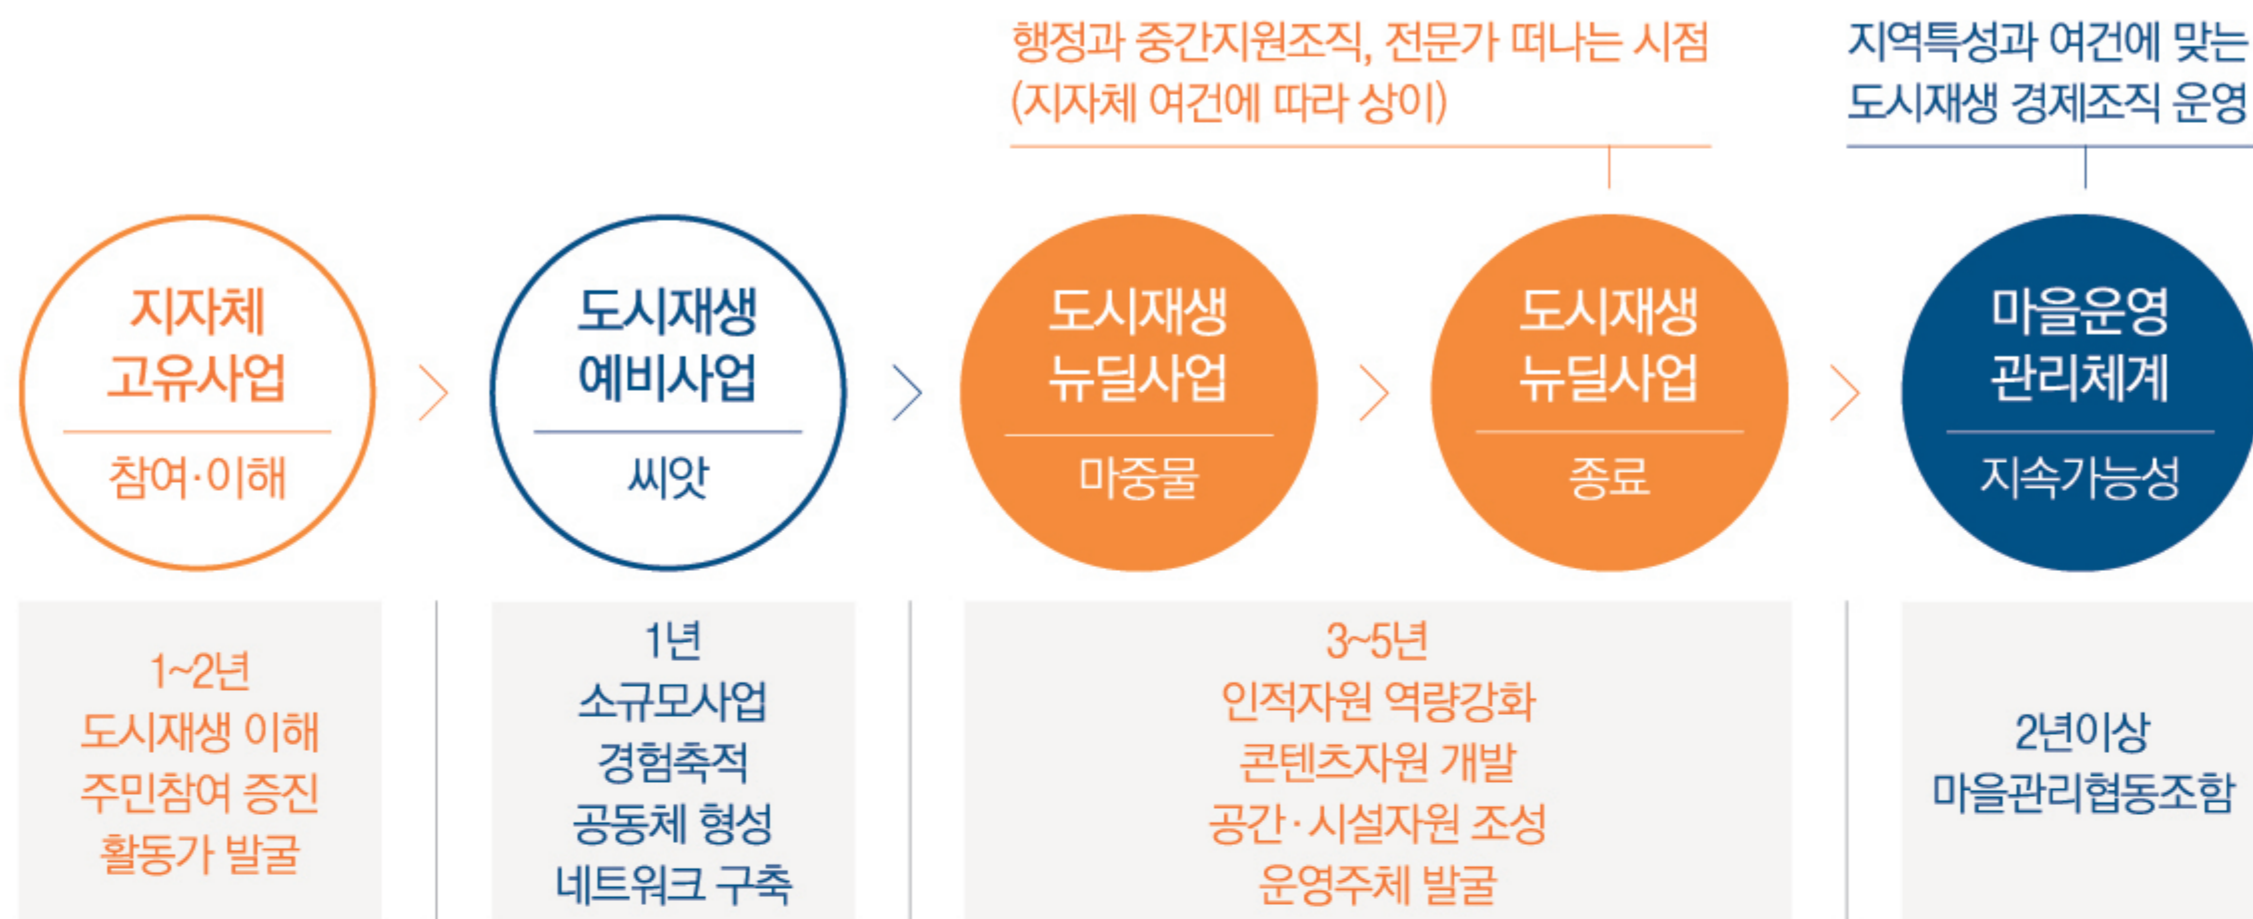 행정과 중간지원조직, 전문가 떠나는 시점
(지자체 여건에 따라 상이)
지역특성과 여건에 맞는
도시재생 경제조직 운영
지자체
고유사업
참여·이해
도시재생
예비사업
씨앗
도시재생
뉴딜사업
마중물
도시재생
뉴딜사업
종료
마을운영
관리체계
지속가능성
1~2년
도시재생 이해
주민참여 증진
활동가 발굴
1년
소규모사업
경험축적
공동체 형성
네트워크 구축
3~5년
인적자원 역량강화
콘텐츠자원 개발
공간·시설자원 조성
운영주체 발굴
2년이상
마을관리협동조함